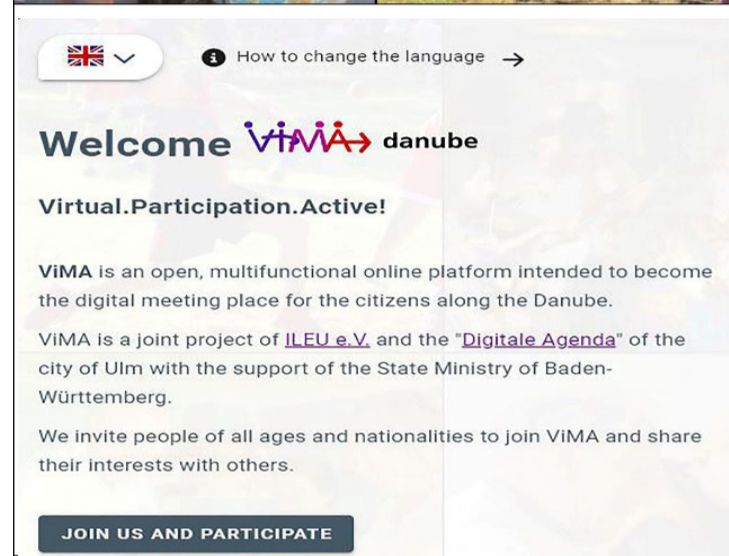 How to change the language →
Welcome ViMA danube
Virtual.Participation.Active!
ViMA is an open, multifunctional online platform intended to become
the digital meeting place for the citizens along the Danube.
ViMA is a joint project of ILEU e.V. and the "Digitale Agenda" of the
city of Ulm with the support of the State Ministry of Baden-
Württemberg.
We invite people of all ages and nationalities to join ViMA and share
their interests with others.
JOIN US AND PARTICIPATE